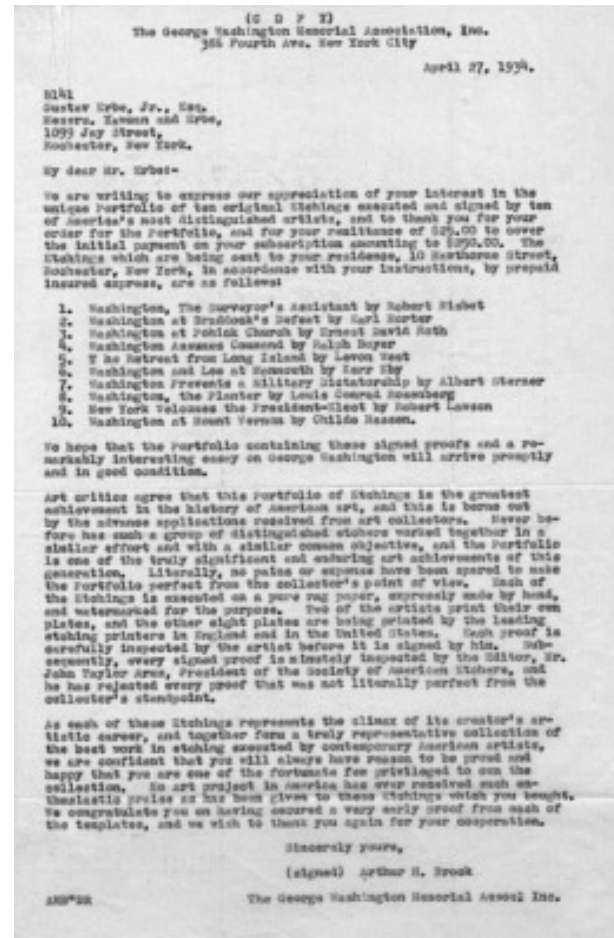 (C O P Y)
The George Washington Memorial Association, Inc.
386 Fourth Ave. New York City
April 27, 1934.
Gustav Erbe, Jr., Esq.
Messrs. Yawman and Erbe,
1099 Jay Street,
Rochester, New York.
My dear Mr. Erbe:-
We are writing to express our appreciation of your interest in the
unique Portfolio of ten original Etchings executed and signed by ten
of America's most distinguished artists, and to thank you for your
order for the Portfolio, and for your remittance of $25.00 to cover
the initial payment on your subscription amounting to $250.00. The
Etchings which are being sent to your residence, 10 Hawthorne Street,
Rochester, New York, in accordance with your instructions, by prepaid
insured express, are as follows:
1. Washington, The Surveyor's Assistant by Robert Nisbet
2. Washington at Braddock's Defeat by Earl Horter
3. Washington at Pohick Church by Ernest David Roth
4. Washington Assumes Command by Ralph Boyer
5. T he Retreat from Long Island by Levon West
6. Washington and Lee at Monmouth by Kerr Eby
7. Washington Prevents a Military Dictatorship by Albert Sterner
8. Washington, the Planter by Louis Conrad Rosenberg
9. New York Welcomes the President-Elect by Robert Lawson
10. Washington at Mount Vernon by Childe Hassam.
We hope that the Portfolio containing these signed proofs and a re-
markably interesting essay on George Washington will arrive promptly
and in good condition.
Art critics agree that this Portfolio of Etchings is the greatest
achievement in the history of American art, and this is borne out
by the advance applications received from art collectors. Never be-
fore has such a group of distinguished etchers worked together in a
similar effort and with a similar common objective, and the Portfolio
is one of the truly significant and enduring art achievements of this
generation. Literally, no pains or expense have been spared to make
the Portfolio perfect from the collector's point of view. Each of
the Etchings is executed on a pure rag paper, expressly made by hand,
and watermarked for the purpose. Two of the artists print their own
plates, and the other eight plates are being printed by the leading
etching printers in England and in the United States. Each proof is
carefully inspected by the artist before it is signed by him. Sub-
sequently, every signed proof is minutely inspected by the Editor, Mr.
John Taylor Arms, President of the Society of American Etchers, and
he has rejected every proof that was not literally perfect from the
collector's standpoint.
As each of these Etchings represents the climax of its creator's ar-
tistic career, and together form a truly representative collection of
the best work in etching executed by contemporary American artists,
we are confident that you will always have reason to be proud and
happy that you are one of the fortunate few privileged to own the
collection. No art project in America has ever received such en-
thusiastic praise as has been given to these Etchings which you bought.
We congratulate you on having secured a very early proof from each of
the templates, and we wish to thank you again for your cooperation.
Sincerely yours,
(signed) Arthur H. Brook
The George Washington Memorial Assocl Inc.